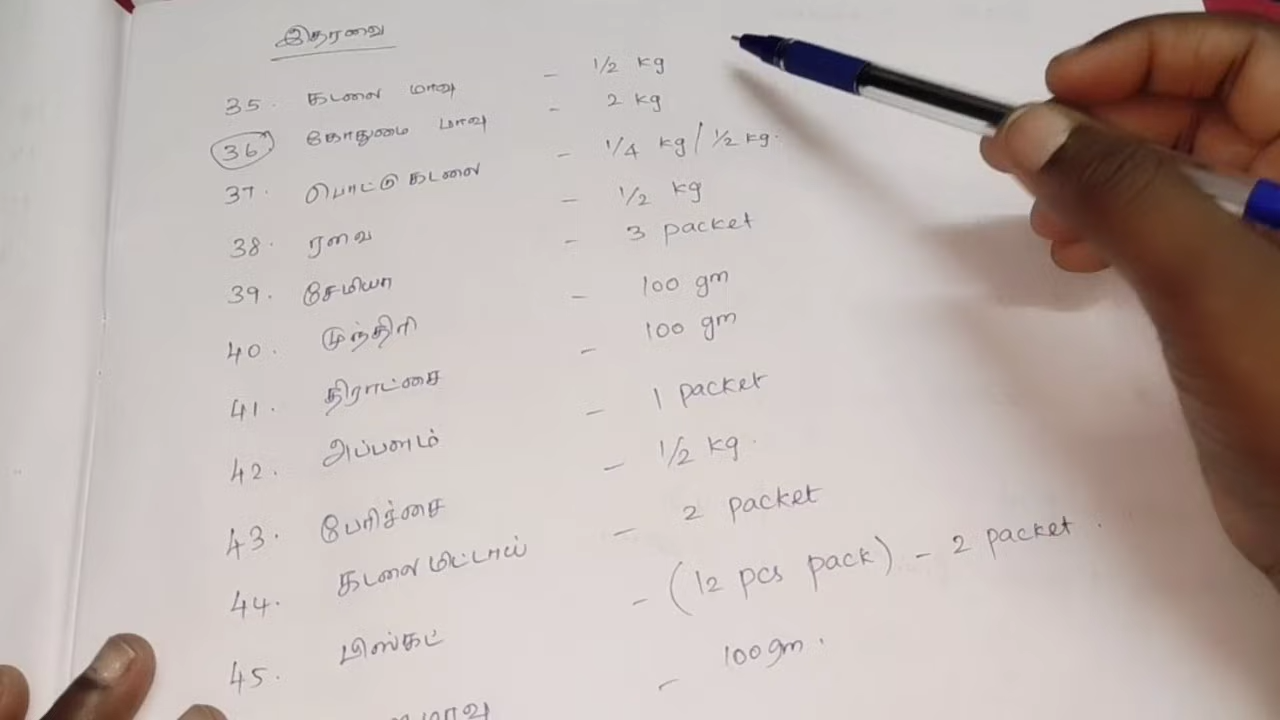 இதரவை
35. கடலை மாவு - 1/2 kg
36 கோதுமை மாவு - 2 kg
37. பொட்டுகடலை - 1/4 kg / 1/2 kg.
38. ரவை - 1/2 kg
39. சேமியா - 3 packet
40. முந்திரி - 100 gm
41. திராட்சை - 100 gm
42. அப்பளம் - 1 packet
43. பேரிச்சை - 1/2 kg.
44. கடலை மிட்டாய் - 2 packet
45. பிஸ்கட் - (12 pcs pack) - 2 packet.
மாவு - 100gm.